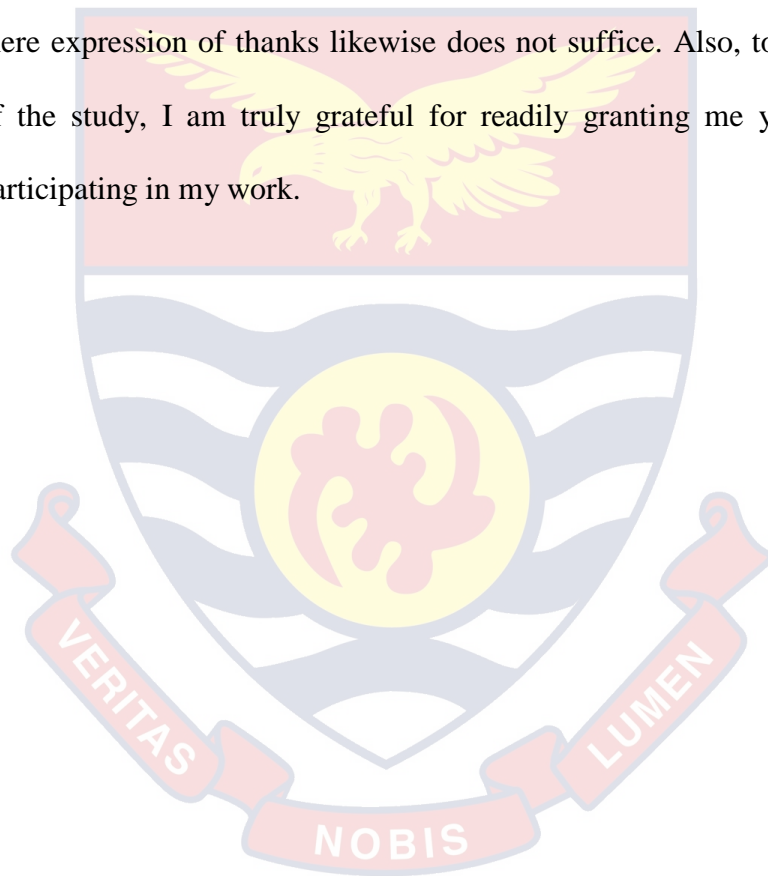 ere expression of thanks likewise does not suffice. Also, to
f the study, I am truly grateful for readily granting me y
articipating in my work.
VERITAS
NOBIS
LUMEN